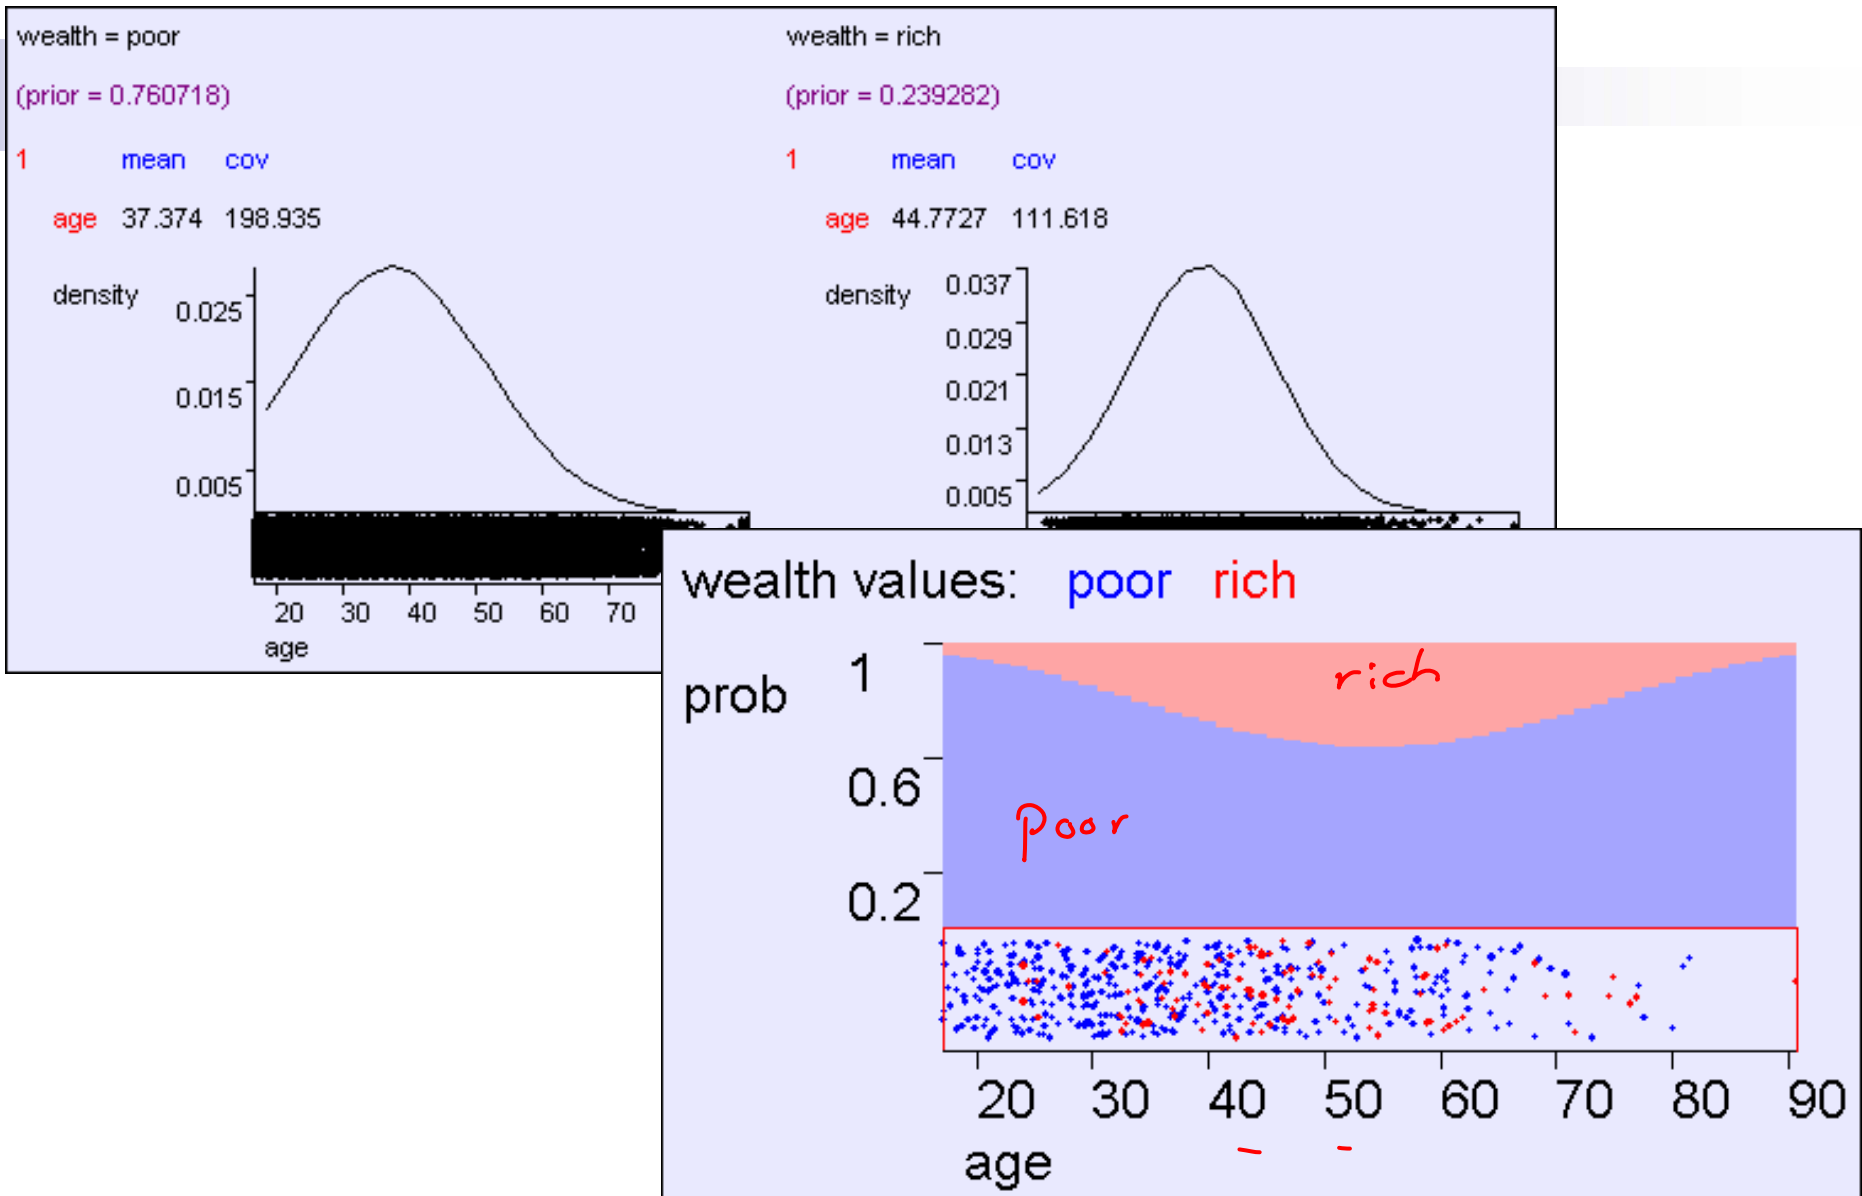 wealth = poor
(prior = 0.760718)
1 mean cov
age 37.374 198.935
density
0.025
0.015
0.005
20 30 40 50 60 70
age
wealth = rich
(prior = 0.239282)
1 mean cov
age 44.7727 111.618
density
0.037
0.029
0.021
0.013
0.005
wealth values: poor rich
prob
1
0.6
0.2
rich
poor
20 30 40 50 60 70 80 90
age